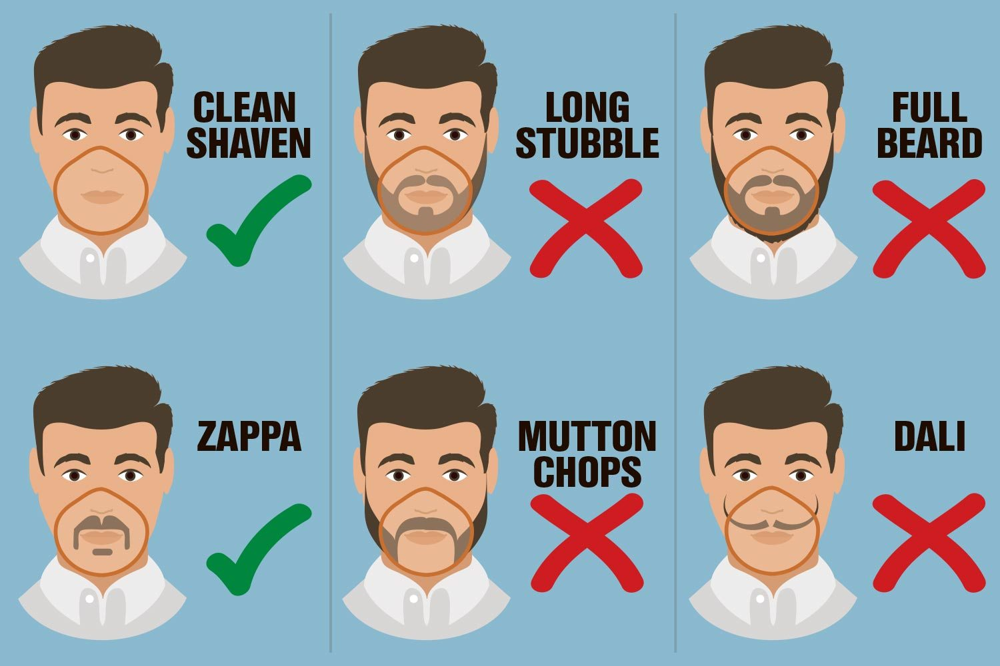 CLEAN
SHAVEN
LONG
STUBBLE
FULL
BEARD
ZAPPA
MUTTON
CHOPS
DALI